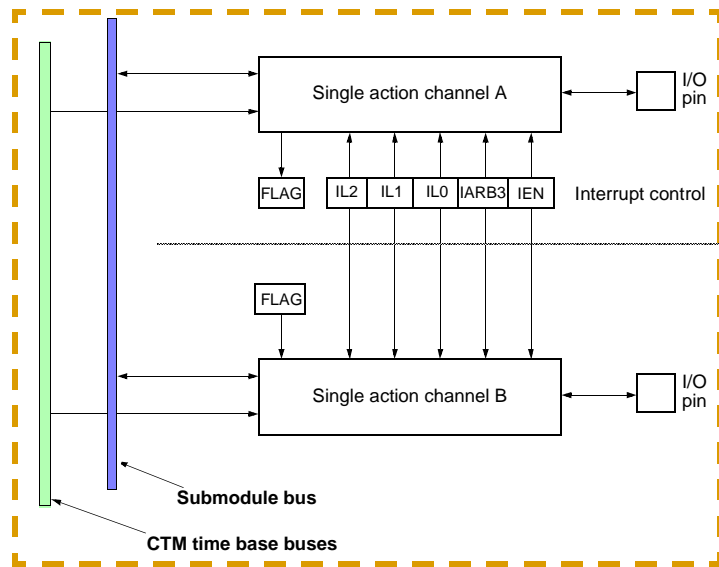 Single action channel A
I/O
pin
FLAG
IL2
IL1
IL0
IARB3
IEN
Interrupt control
FLAG
Single action channel B
I/O
pin
Submodule bus
CTM time base buses